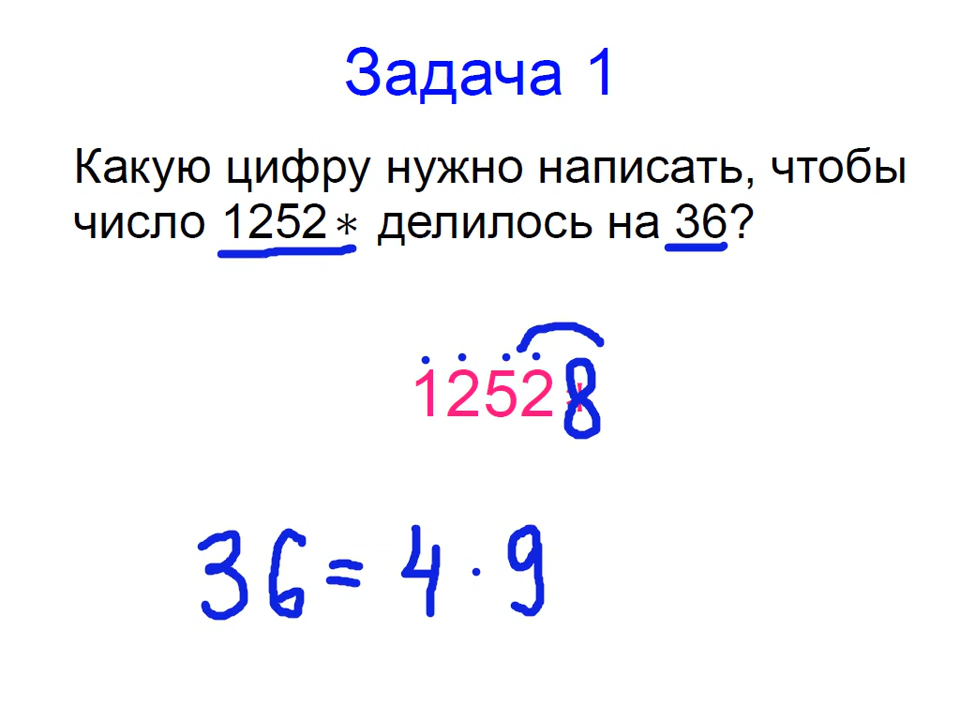 Задача 1
Какую цифру нужно написать, чтобы
число 1252* делилось на 36?
12528
36 = 4 · 9